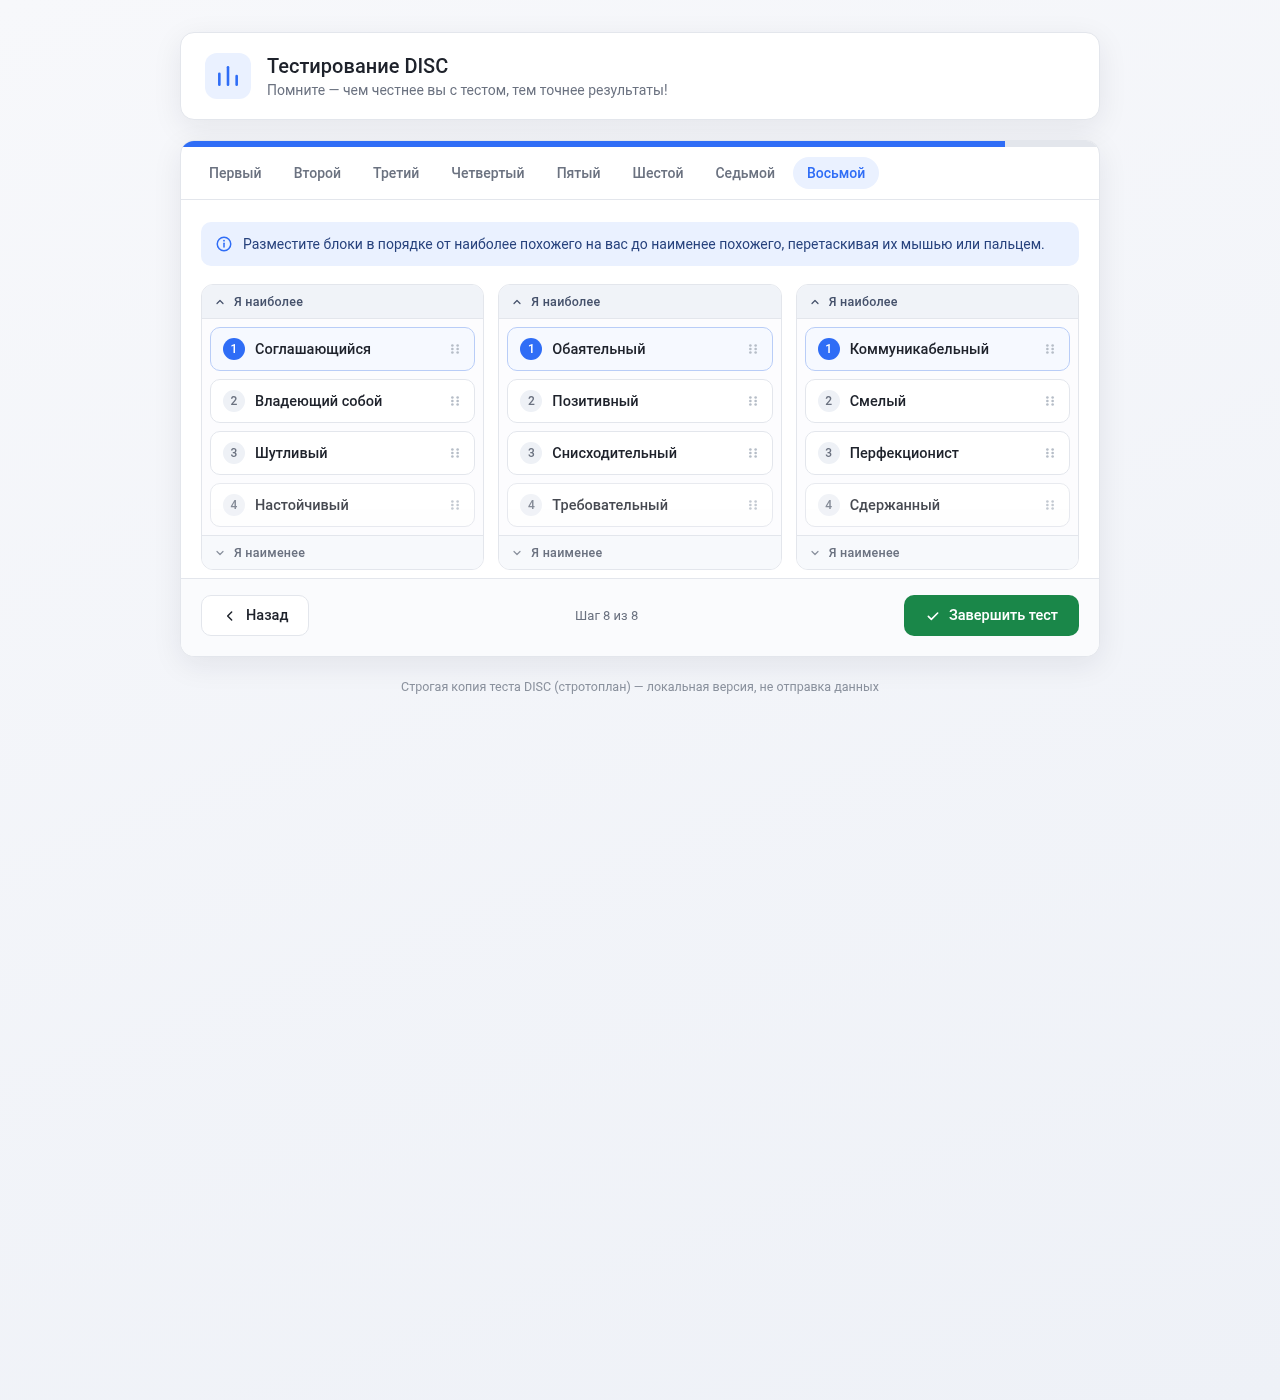 Тестирование DISC
Помните — чем честнее вы с тестом, тем точнее результаты!
Первый Второй Третий Четвертый Пятый Шестой Седьмой Восьмой
Разместите блоки в порядке от наиболее похожего на вас до наименее похожего, перетаскивая их мышью или пальцем.
Я наиболее
1 Соглашающийся
2 Владеющий собой
3 Шутливый
4 Настойчивый
Я наименее
Я наиболее
1 Обаятельный
2 Позитивный
3 Снисходительный
4 Требовательный
Я наименее
Я наиболее
1 Коммуникабельный
2 Смелый
3 Перфекционист
4 Сдержанный
Я наименее
Назад
Шаг 8 из 8
Завершить тест
Строгая копия теста DISC (стротоплан) — локальная версия, не отправка данных